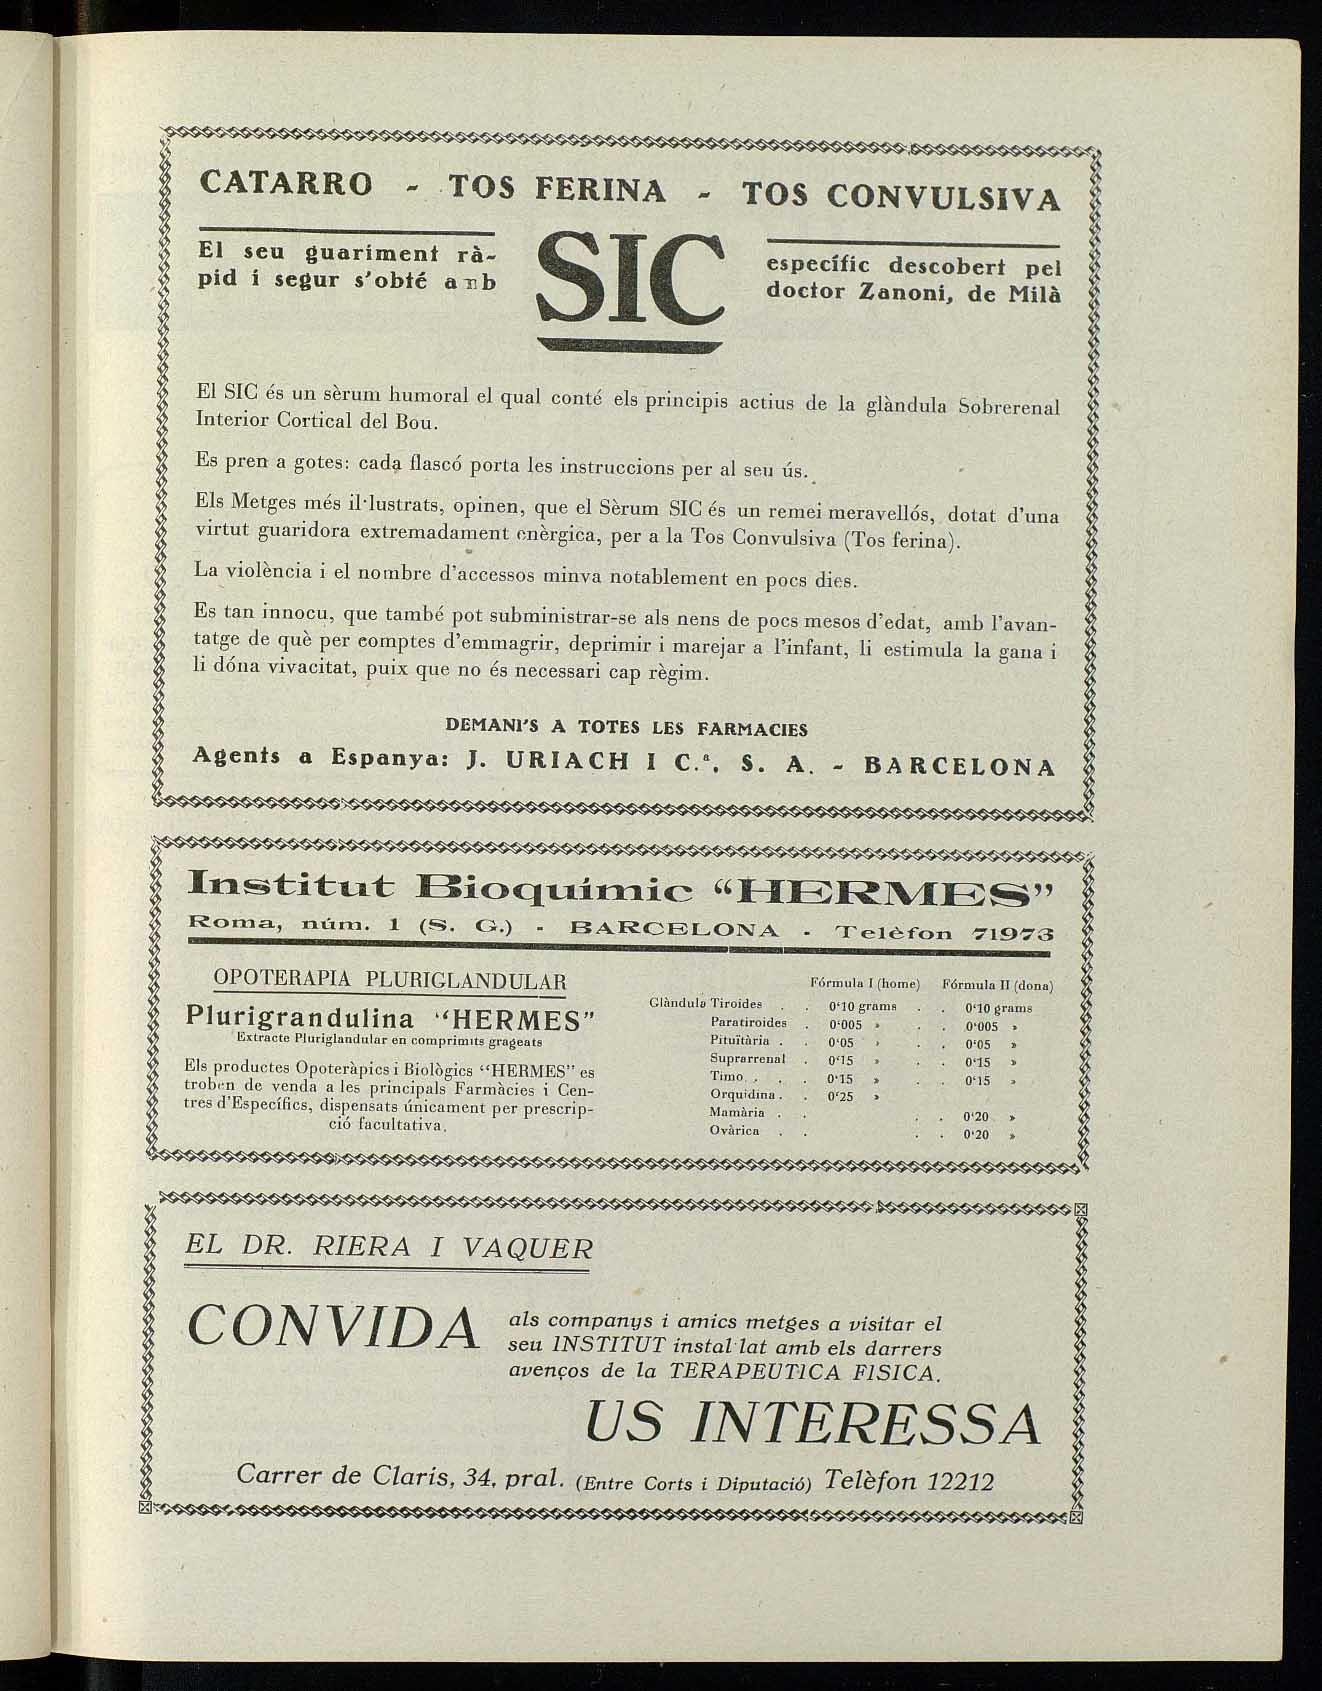 CATARRO - TOS FERINA - TOS CONVULSIVA
El seu guariment rà-
pid i segur s'obté amb
SIC
específic descobert pel
doctor Zanoni, de Milà
El SIC és un sèrum humoral el qual conté els principis actius de la glàndula Sobrerenal
Interior Cortical del Bou.
Es pren a gotes: cada flascó porta les instruccions per al seu ús.
Els Metges més il·lustrats, opinen, que el Sèrum SIC és un remei meravellós, dotat d'una
virtut guaridora extremadament enèrgica, per a la Tos Convulsiva (Tos ferina).
La violència i el nombre d'accessos minva notablement en pocs dies.
Es tan innocu, que també pot subministrar-se als nens de pocs mesos d'edat, amb l'avan-
tatge de què per comptes d'emmagrir, deprimir i marejar a l'infant, li estimula la gana i
li dóna vivacitat, puix que no és necessari cap règim.
DEMANI'S A TOTES LES FARMACIES
Agents a Espanya: J. URIACH I C.ª, S. A. - BARCELONA
Institut Bioquímic “HERMES”
Roma, núm. 1 (S. G.) - BARCELONA - Telèfon 71973
OPOTERAPIA PLURIGLANDULAR
Plurigrandulina “HERMES”
Extracte Pluriglandular en comprimits grageats
Els productes Opoteràpics i Biològics “HERMES” es
troben de venda a les principals Farmàcies i Cen-
tres d'Específics, dispensats únicament per prescrip-
ció facultativa.
Fórmula I (home) Fórmula II (dona)
Glàndula Tiroides . . 0‘10 grams . . 0‘10 grams
Paratiroides . 0‘005 » . . 0‘005 »
Pituïtària . . 0‘05 » . . 0‘05 »
Suprarrenal . 0‘15 » . . 0‘15 »
Timo. . . . 0‘15 » . . 0‘15 »
Orquidina . . 0‘25 »
Mamària . . . . 0‘20 »
Ovàrica . . . . 0‘20 »
EL DR. RIERA I VAQUER
CONVIDA
als companys i amics metges a visitar el
seu INSTITUT instal·lat amb els darrers
avenços de la TERAPEUTICA FISICA.
US INTERESSA
Carrer de Claris, 34, pral. (Entre Corts i Diputació) Telèfon 12212